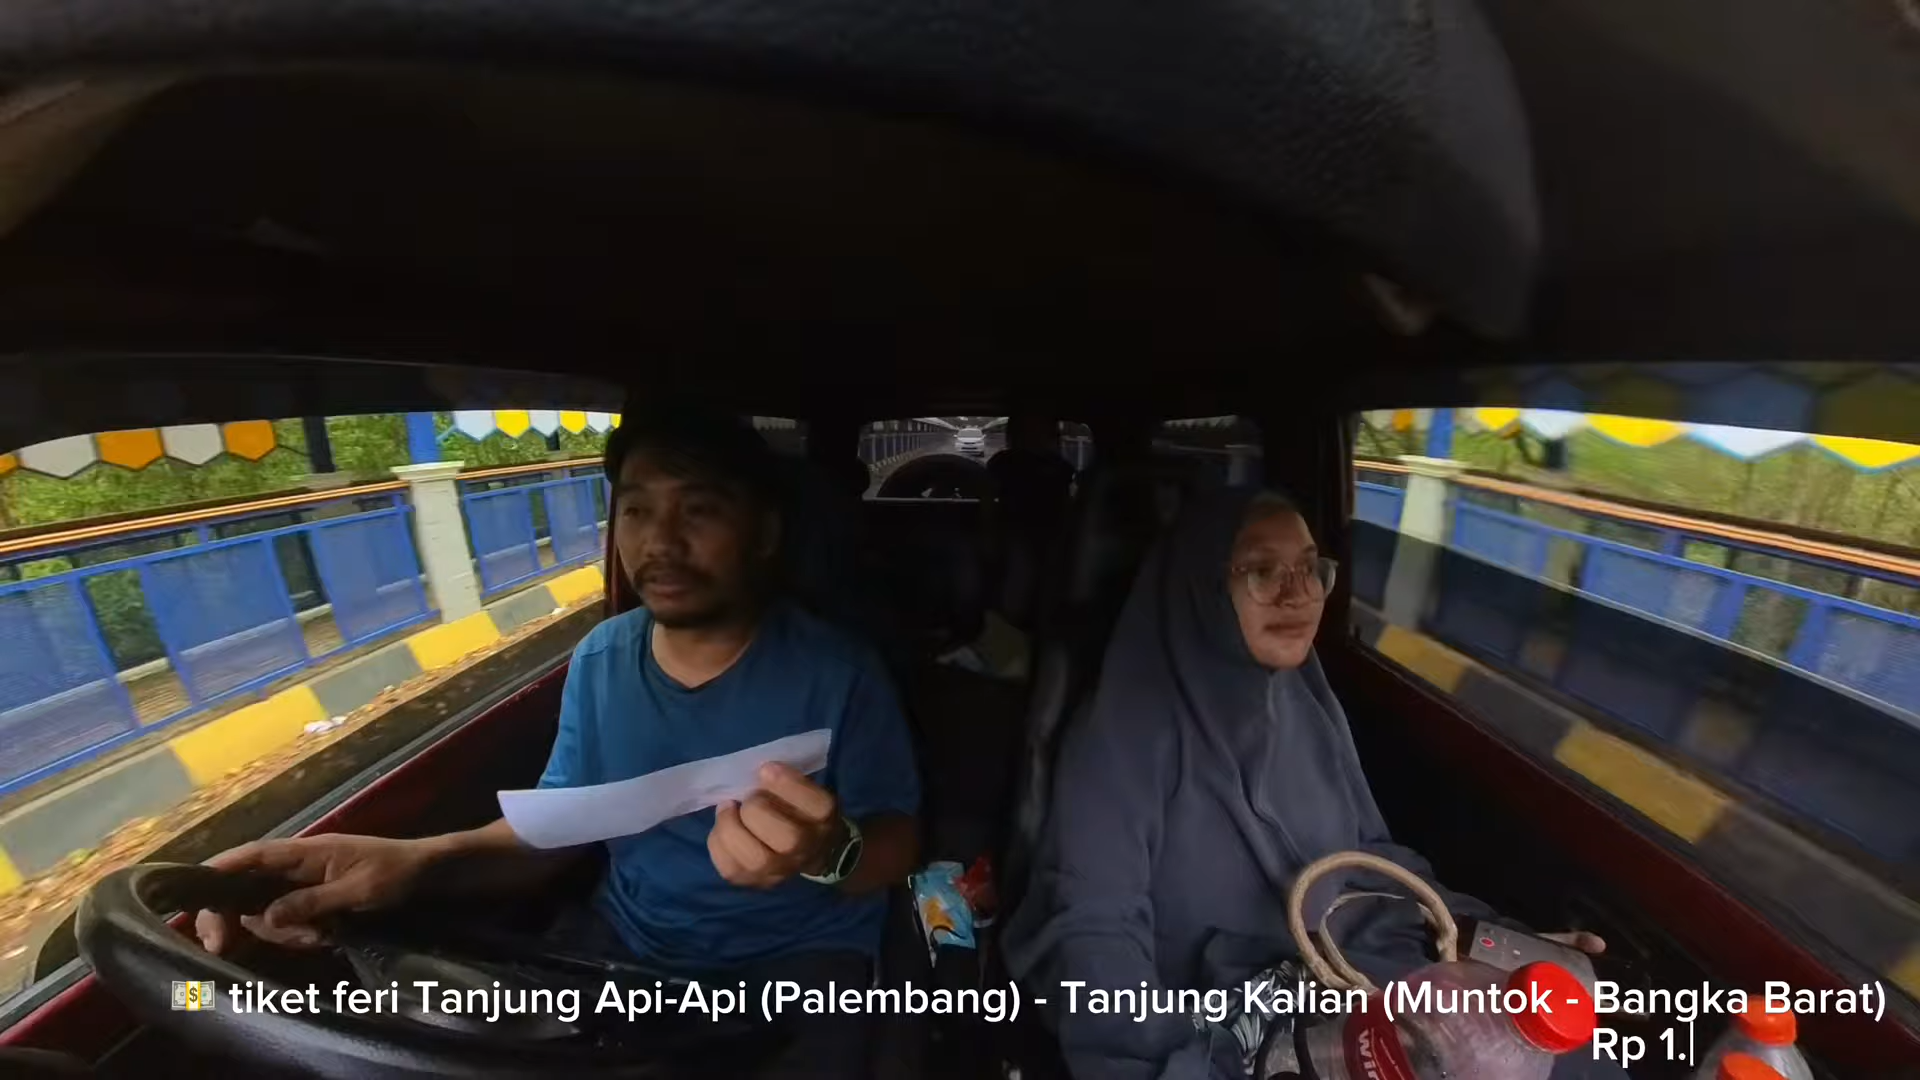 💵 tiket feri Tanjung Api-Api (Palembang) - Tanjung Kalian (Muntok - Bangka Barat)
Rp 1.